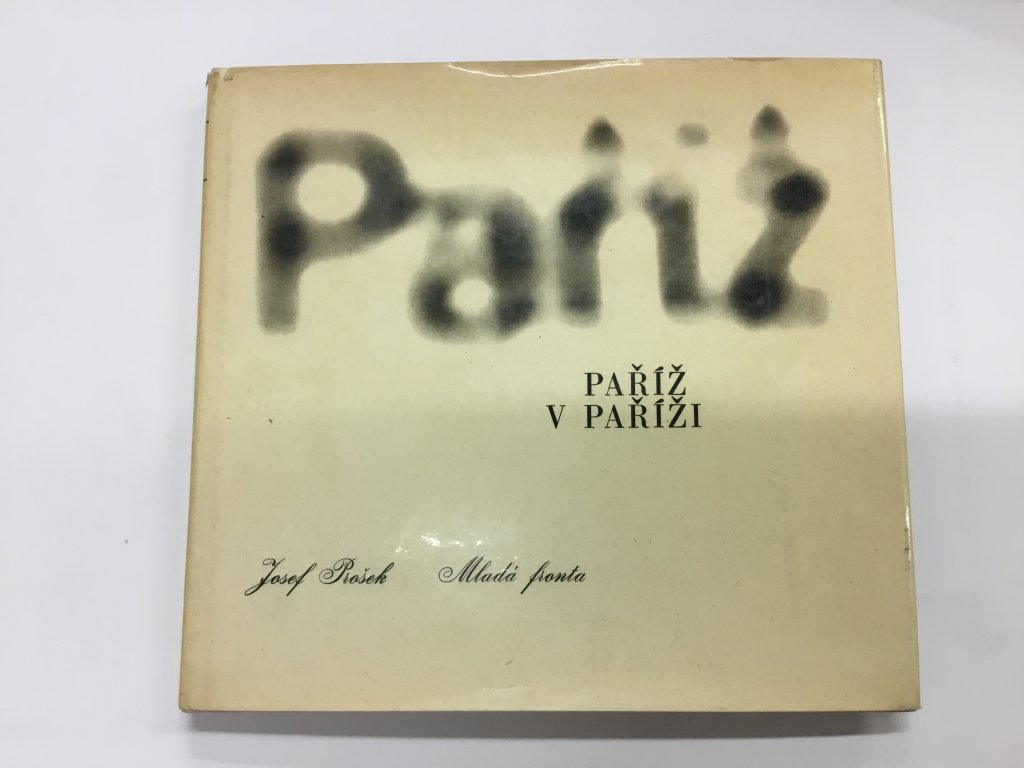 Paříž
PAŘÍŽ
V PAŘÍŽI
Josef Prošek Mladá fronta